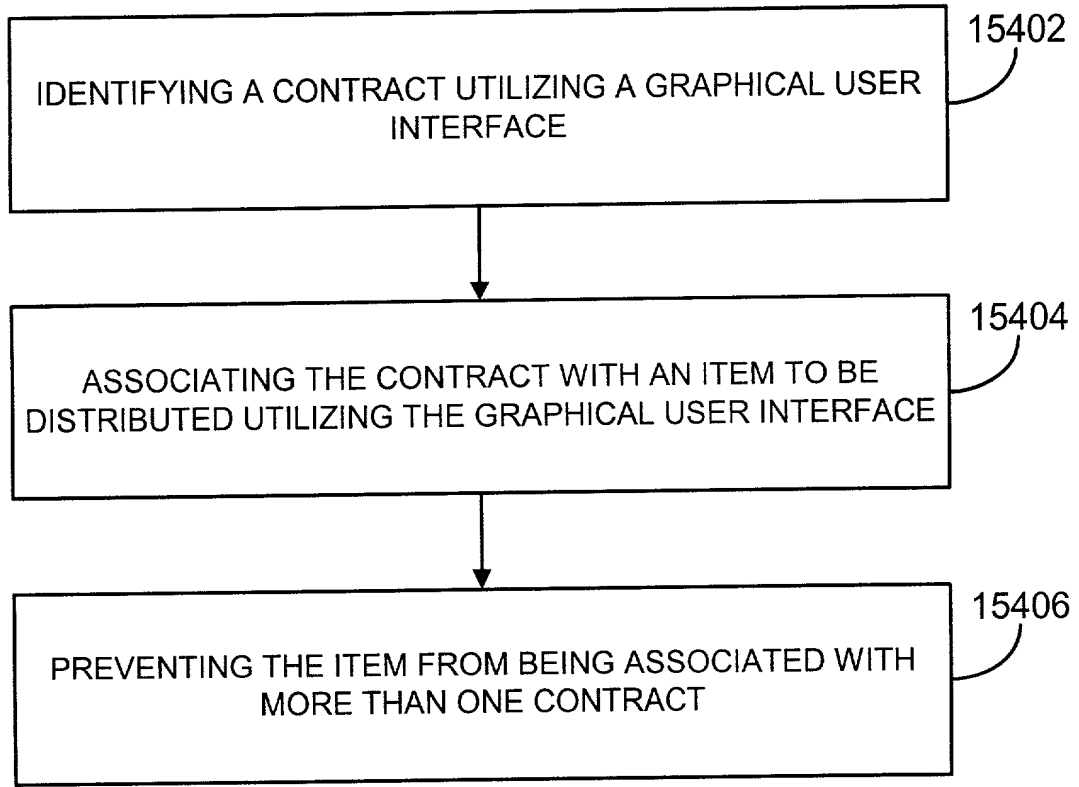 15402
IDENTIFYING A CONTRACT UTILIZING A GRAPHICAL USER
INTERFACE
15404
ASSOCIATING THE CONTRACT WITH AN ITEM TO BE
DISTRIBUTED UTILIZING THE GRAPHICAL USER INTERFACE
15406
PREVENTING THE ITEM FROM BEING ASSOCIATED WITH
MORE THAN ONE CONTRACT